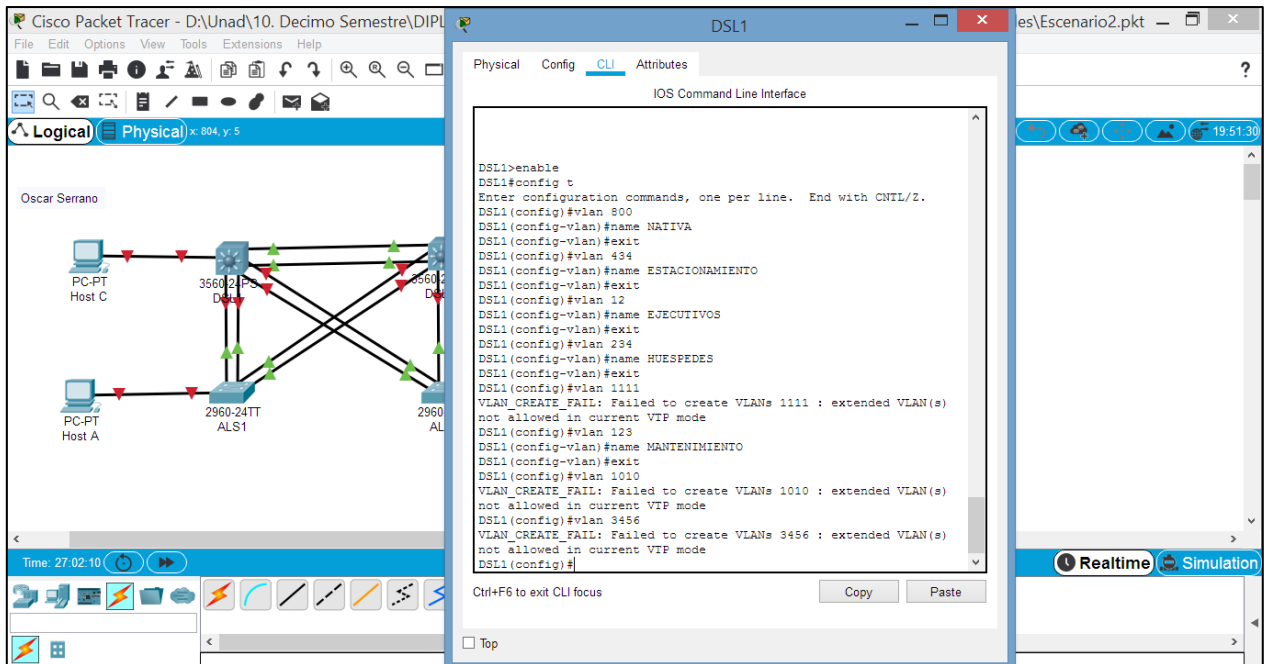 Cisco Packet Tracer - D:\Unad\10. Decimo Semestre\DIPL
es\Escenario2.pkt
File Edit Options View Tools Extensions Help
Logical
Physical
x: 804, y: 5
19:51:30
Oscar Serrano
PC-PT
Host C
3560-24PS
3560-2
2960-24TT
ALS1
2960
AL
PC-PT
Host A
Time: 27:02:10
Realtime
Simulation
DSL1
Physical Config CLI Attributes
?
IOS Command Line Interface
DSL1>enable
DSL1#config t
Enter configuration commands, one per line. End with CNTL/Z.
DSL1(config)#vlan 800
DSL1(config-vlan)#name NATIVA
DSL1(config-vlan)#exit
DSL1(config)#vlan 434
DSL1(config-vlan)#name ESTACIONAMIENTO
DSL1(config-vlan)#exit
DSL1(config)#vlan 12
DSL1(config-vlan)#name EJECUTIVOS
DSL1(config-vlan)#exit
DSL1(config)#vlan 234
DSL1(config-vlan)#name HUESPEDES
DSL1(config-vlan)#exit
DSL1(config)#vlan 1111
VLAN_CREATE_FAIL: Failed to create VLANs 1111 : extended VLAN(s)
not allowed in current VTP mode
DSL1(config)#vlan 123
DSL1(config-vlan)#name MANTENIMIENTO
DSL1(config-vlan)#exit
DSL1(config)#vlan 1010
VLAN_CREATE_FAIL: Failed to create VLANs 1010 : extended VLAN(s)
not allowed in current VTP mode
DSL1(config)#vlan 3456
VLAN_CREATE_FAIL: Failed to create VLANs 3456 : extended VLAN(s)
not allowed in current VTP mode
DSL1(config)#
Ctrl+F6 to exit CLI focus
Copy
Paste
Top